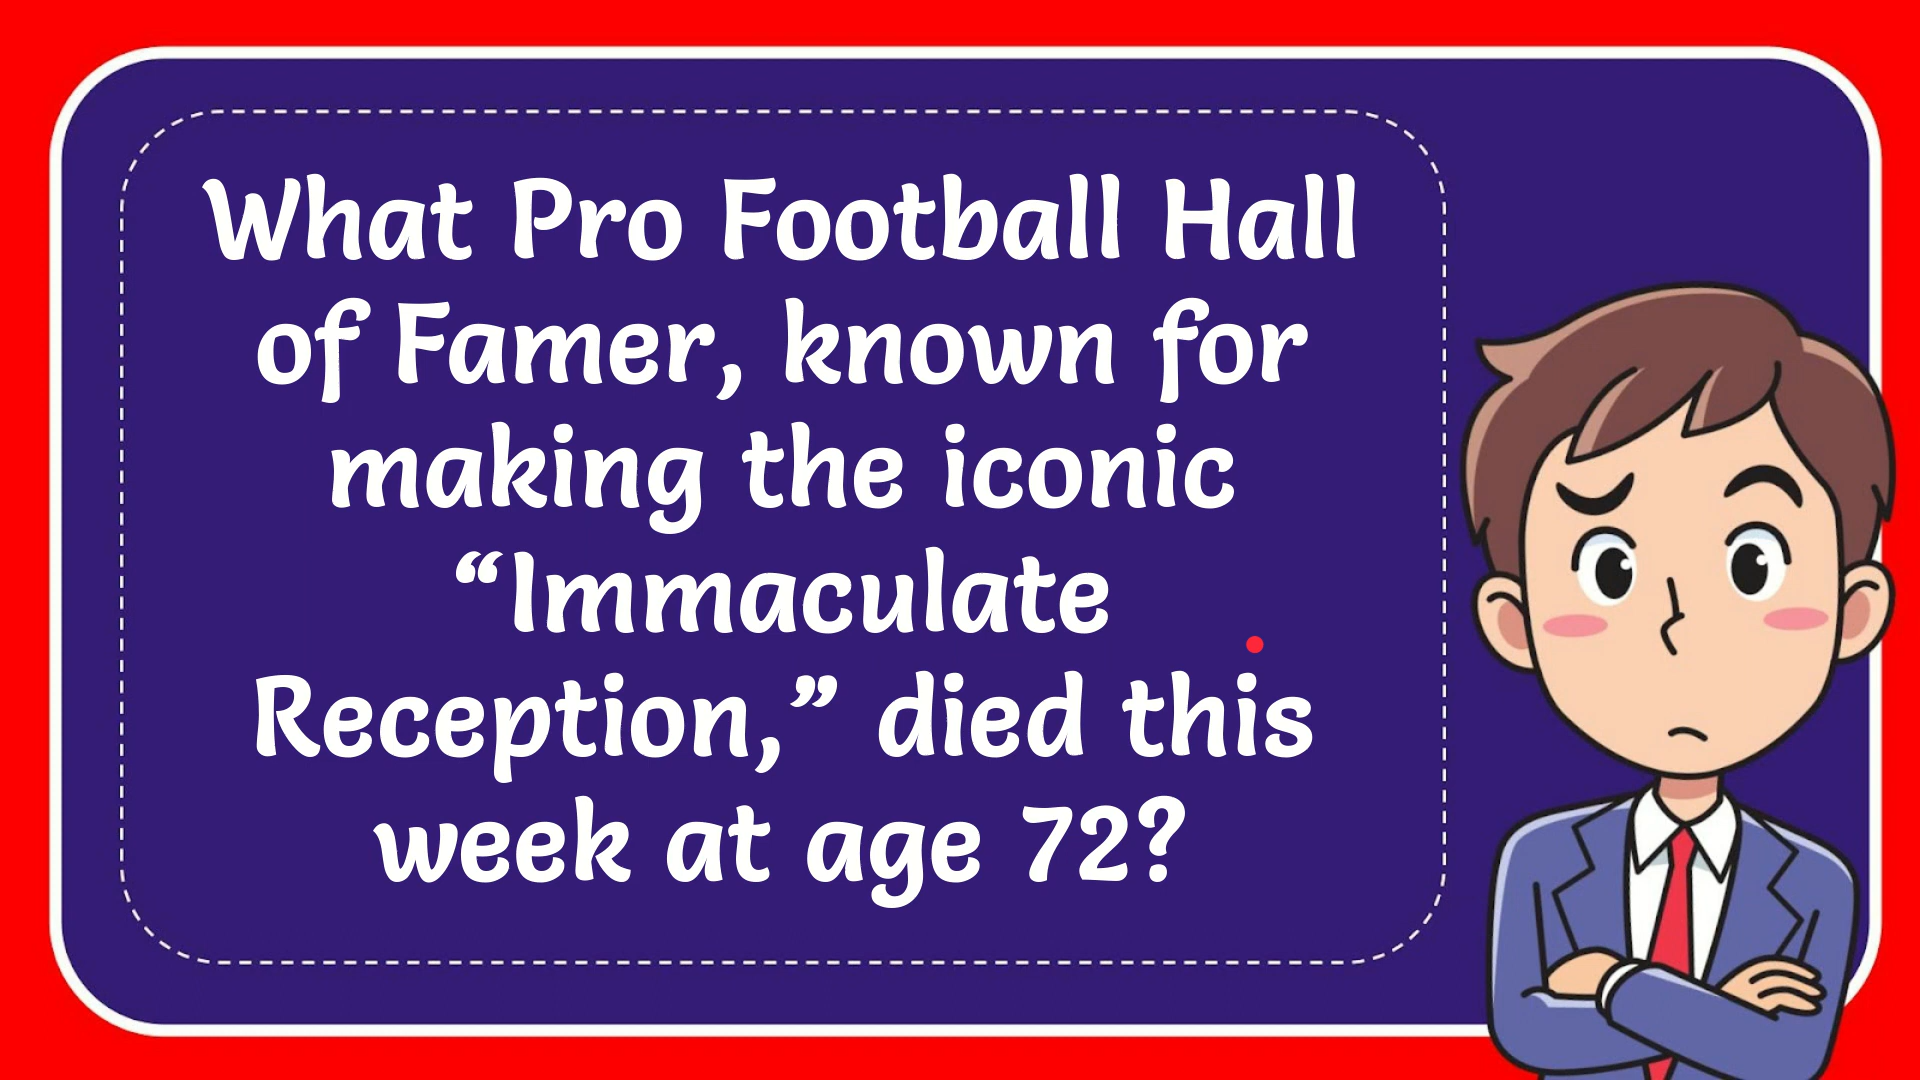 What Pro Football Hall
of Famer, known for
making the iconic
“Immaculate
Reception,” died this
week at age 72?